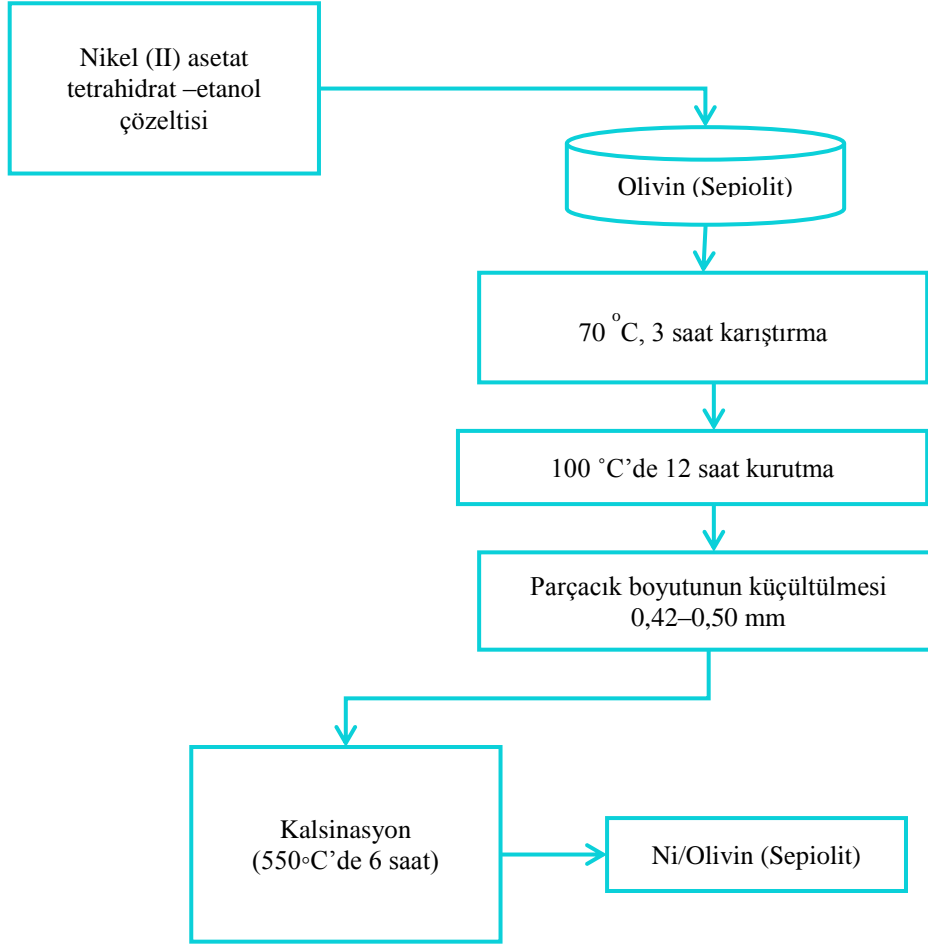 Nikel (II) asetat
tetrahidrat –etanol
çözeltisi
Olivin (Sepiolit)
70 °C, 3 saat karıştırma
100 ˚C’de 12 saat kurutma
Parçacık boyutunun küçültülmesi
0,42–0,50 mm
Kalsinasyon
(550◦C’de 6 saat)
Ni/Olivin (Sepiolit)